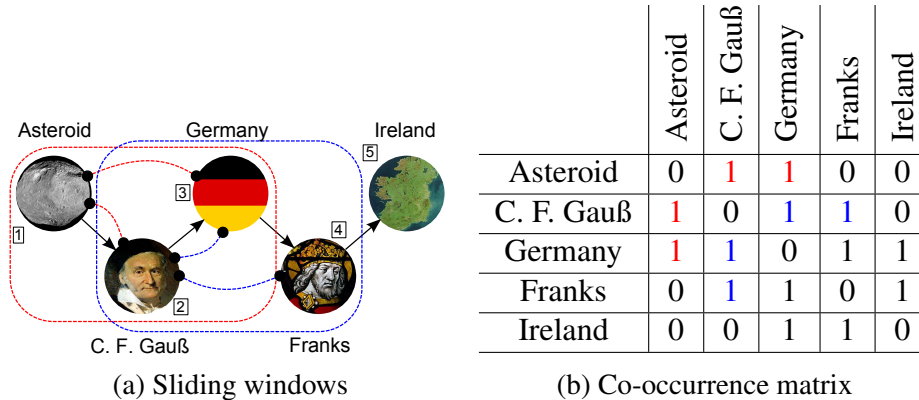 Asteroid Germany Ireland
5
3
4
1
2
C. F. Gauß Franks
(a) Sliding windows
Asteroid C. F. Gauß Germany Franks Ireland
Asteroid 0 1 1 0 0
C. F. Gauß 1 0 1 1 0
Germany 1 1 0 1 1
Franks 0 1 1 0 1
Ireland 0 0 1 1 0
(b) Co-occurrence matrix